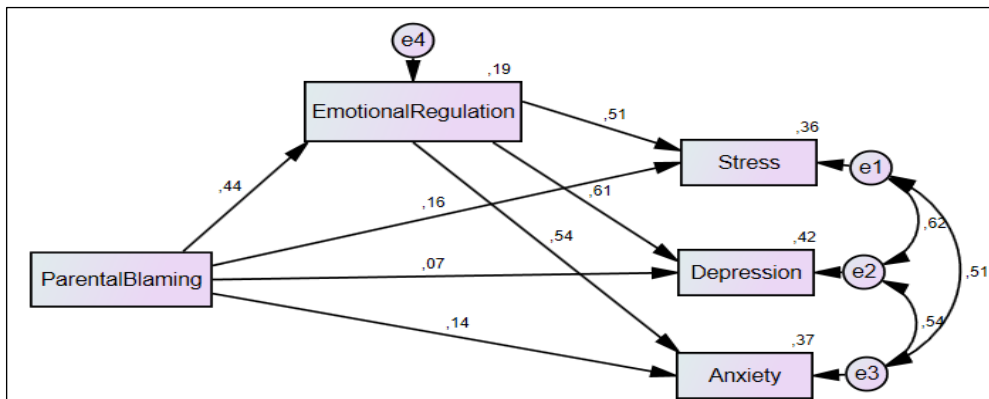 e4
,19
EmotionalRegulation
,51
,36
Stress
e1
,44
,16
,61
,62
,54
,42
ParentalBlaming
,07
Depression
e2
,51
,14
,54
,37
Anxiety
e3